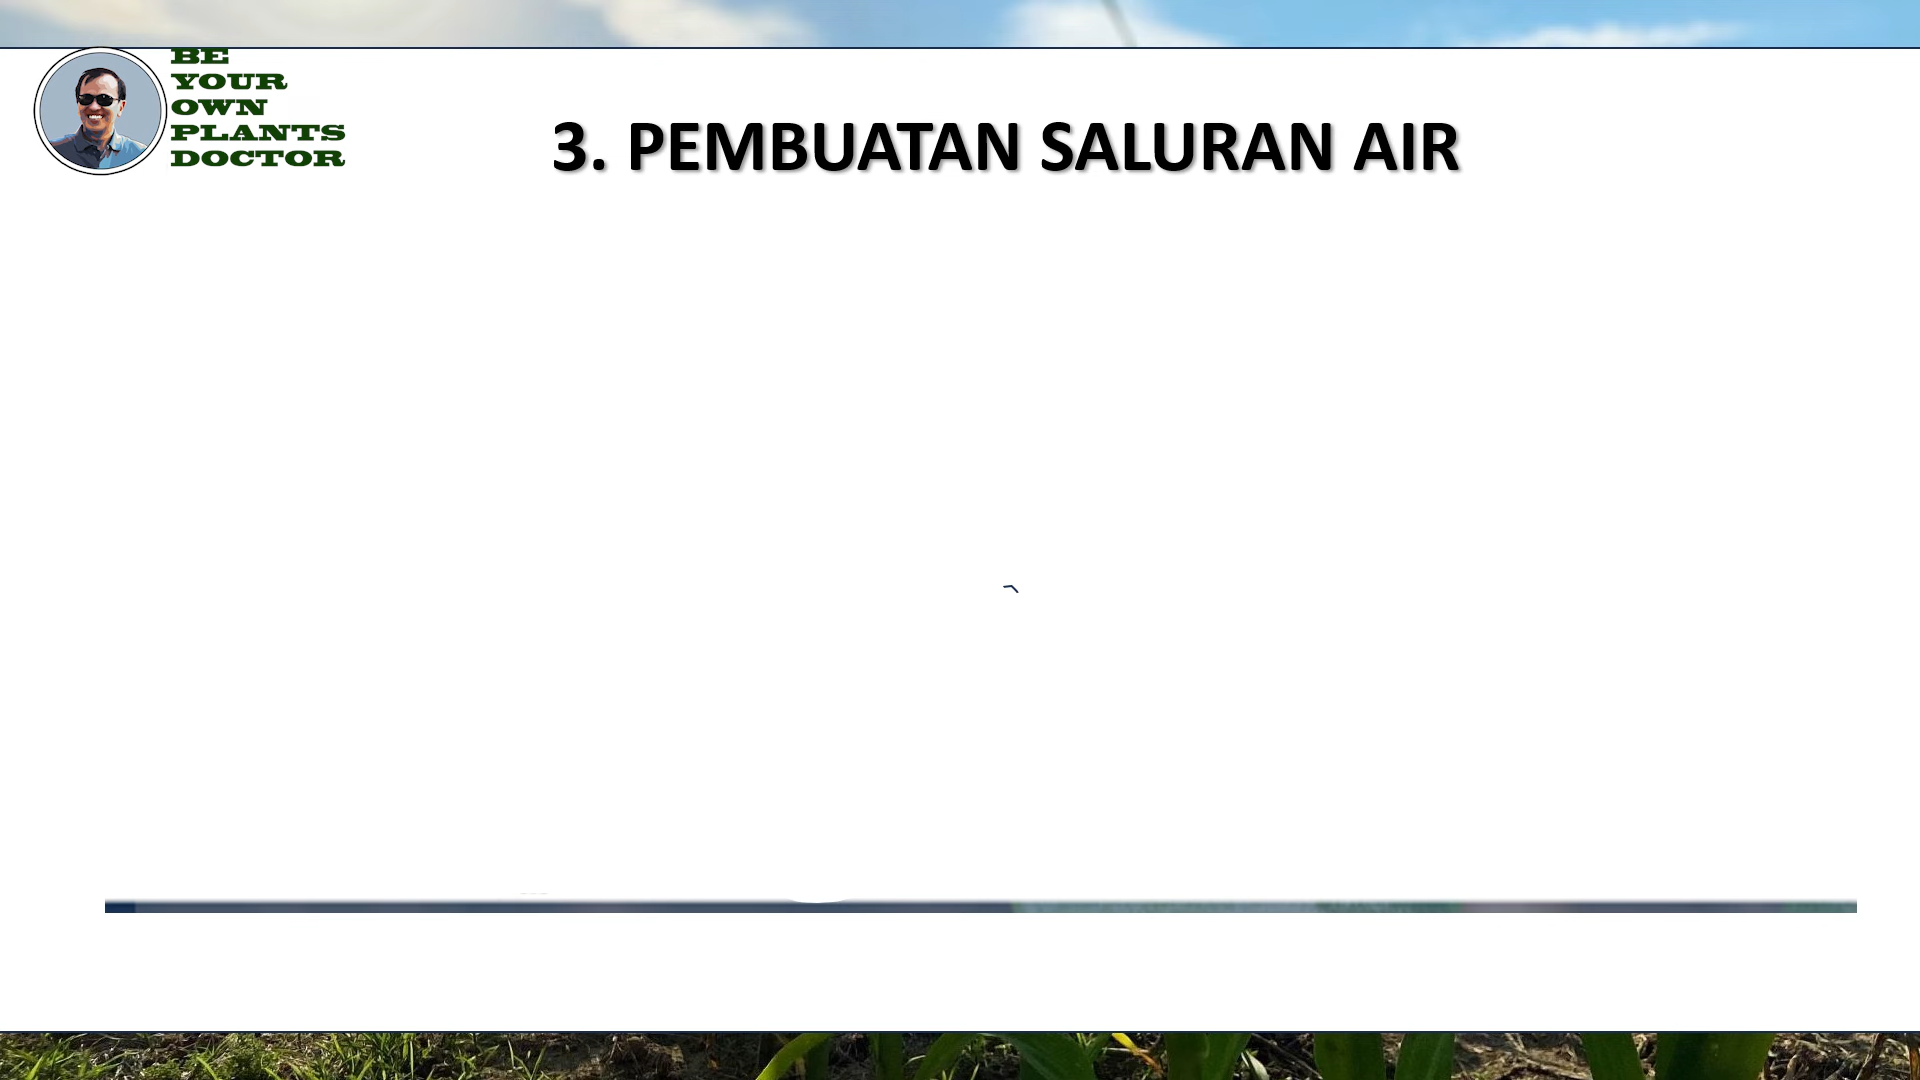 BE
YOUR
OWN
PLANTS
DOCTOR
3. PEMBUATAN SALURAN AIR